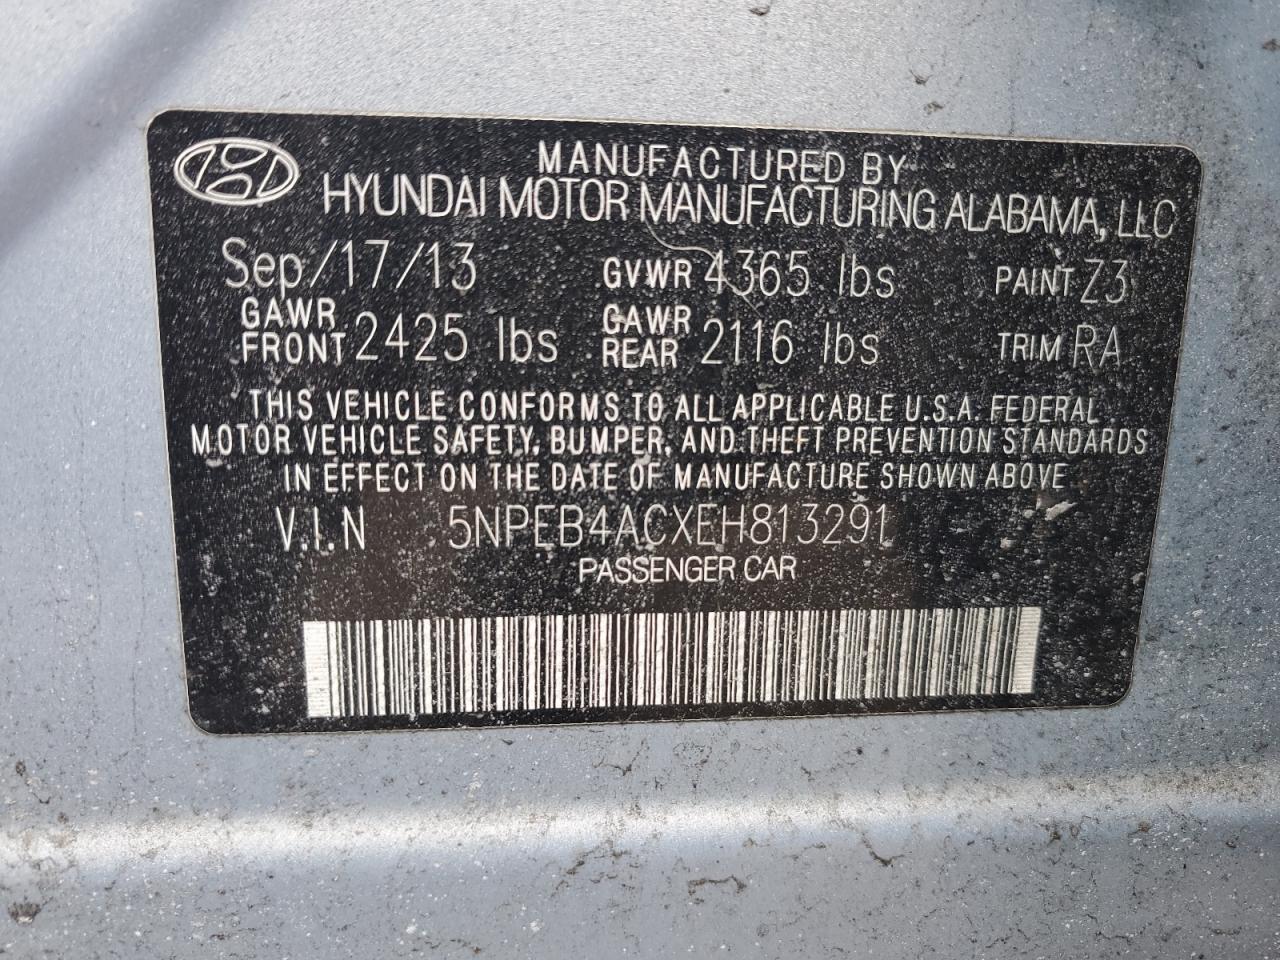 MANUFACTURED BY
HYUNDAI MOTOR MANUFACTURING ALABAMA, LLC
Sep/17/13 GVWR 4365 lbs PAINT Z3
GAWR FRONT 2425 lbs GAWR REAR 2116 lbs TRIM RA
THIS VEHICLE CONFORMS TO ALL APPLICABLE U.S.A. FEDERAL
MOTOR VEHICLE SAFETY, BUMPER, AND THEFT PREVENTION STANDARDS
IN EFFECT ON THE DATE OF MANUFACTURE SHOWN ABOVE
V.I.N 5NPEB4ACXEH813291
PASSENGER CAR